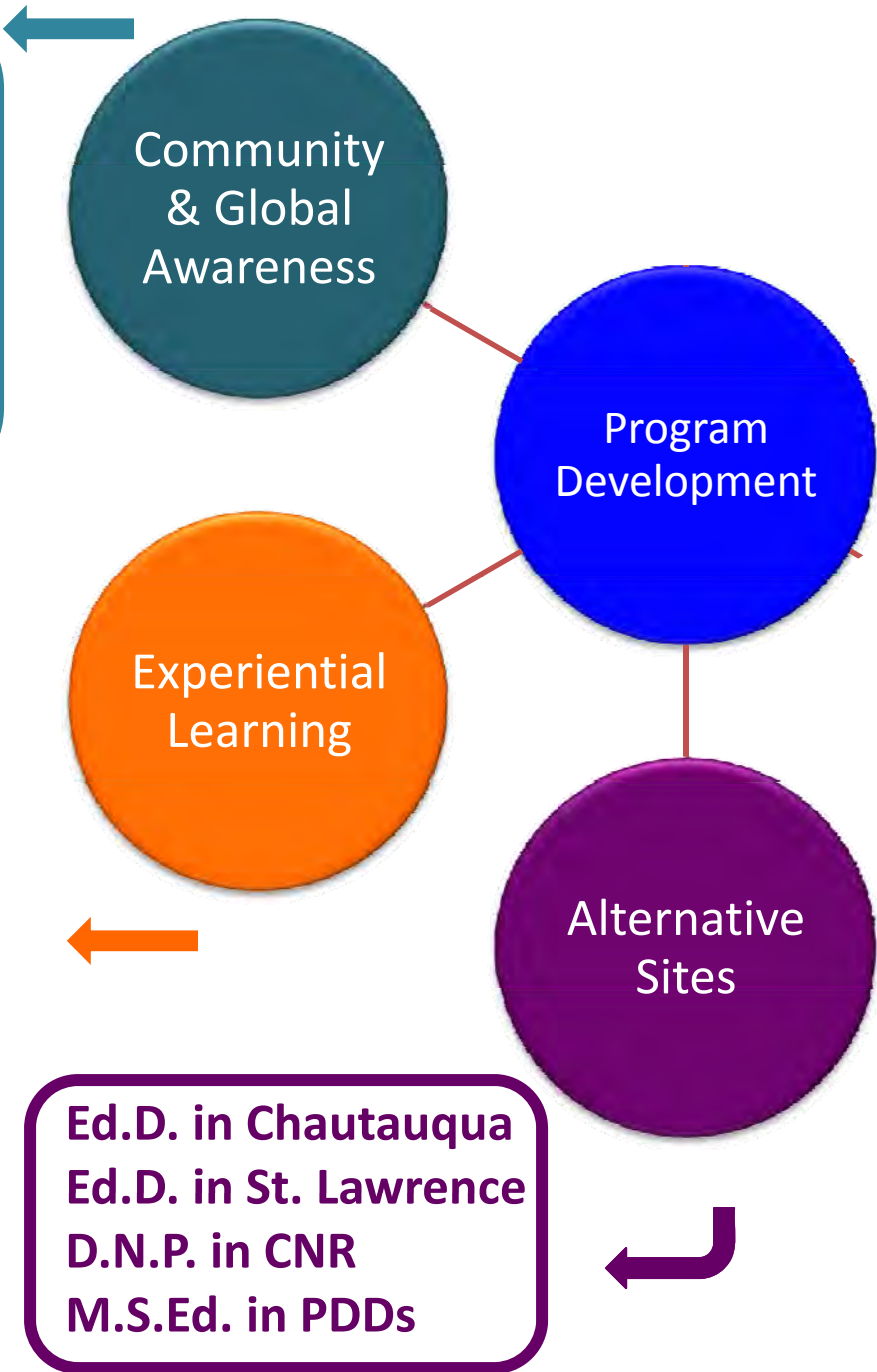 Community
& Global
Awareness
Program
Development
Experiential
Learning
Alternative
Sites
Ed.D. in Chautauqua
Ed.D. in St. Lawrence
D.N.P. in CNR
M.S.Ed. in PDDs